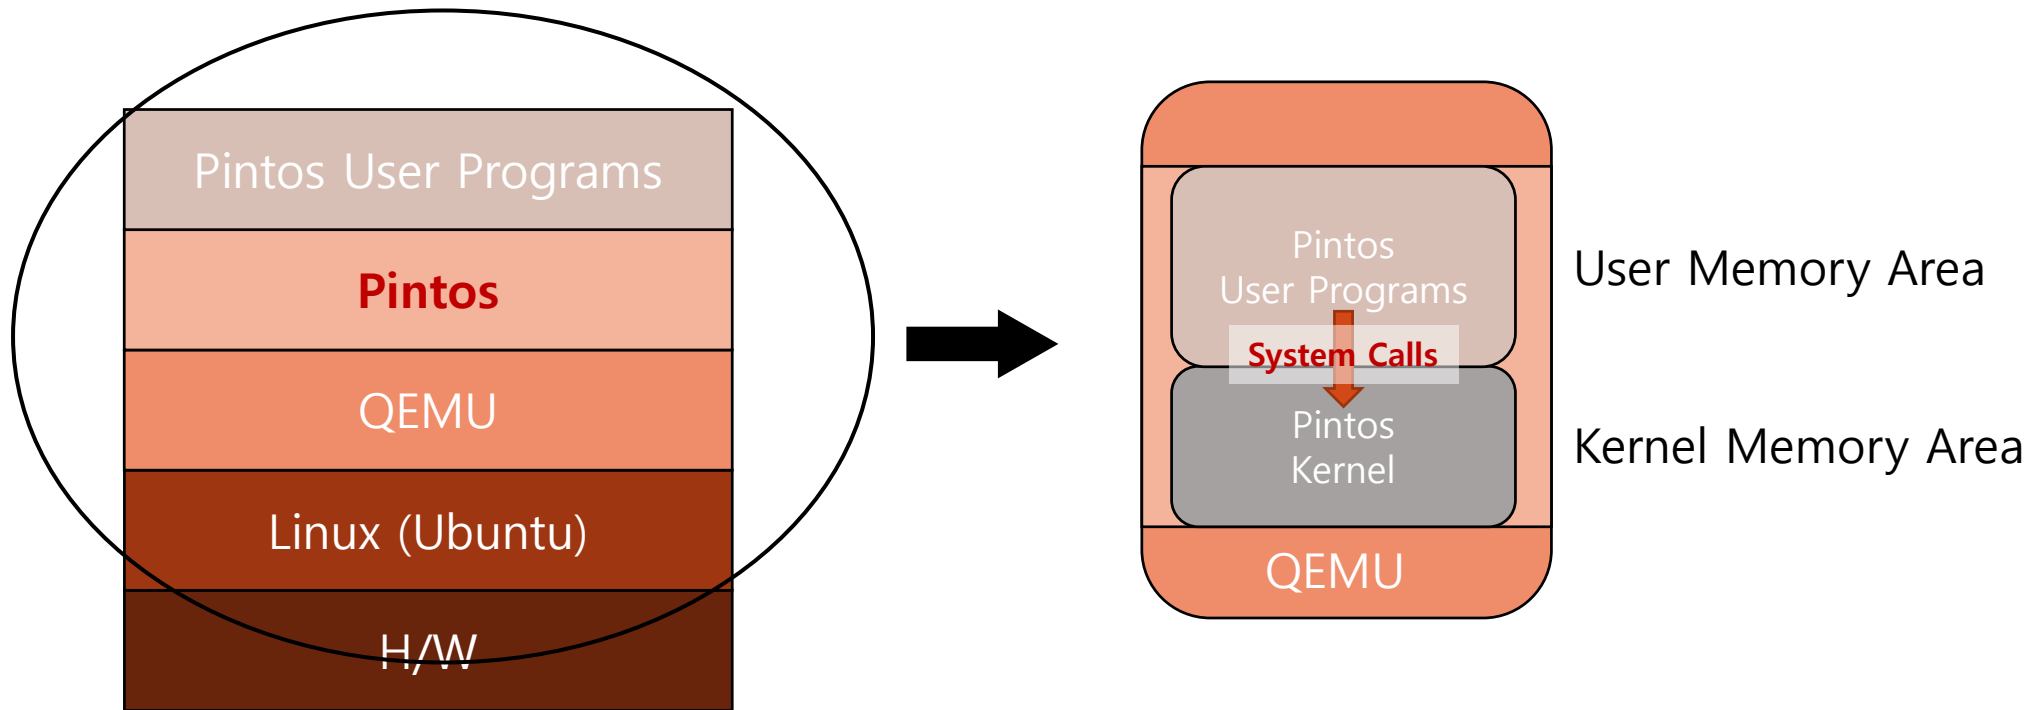 Pintos User Programs
Pintos
QEMU
Linux (Ubuntu)
H/W
Pintos
User Programs
System Calls
Pintos
Kernel
QEMU
User Memory Area
Kernel Memory Area